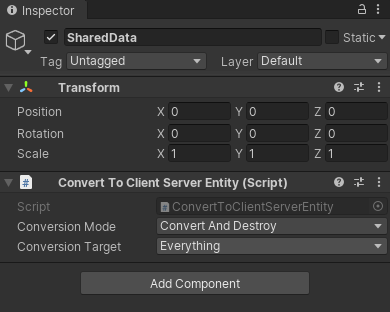 Inspector
SharedData Static
Tag Untagged Layer Default
Transform
Position X 0 Y 0 Z 0
Rotation X 0 Y 0 Z 0
Scale X 1 Y 1 Z 1
# Convert To Client Server Entity (Script)
Script # ConvertToClientServerEntity
Conversion Mode Convert And Destroy
Conversion Target Everything
Add Component